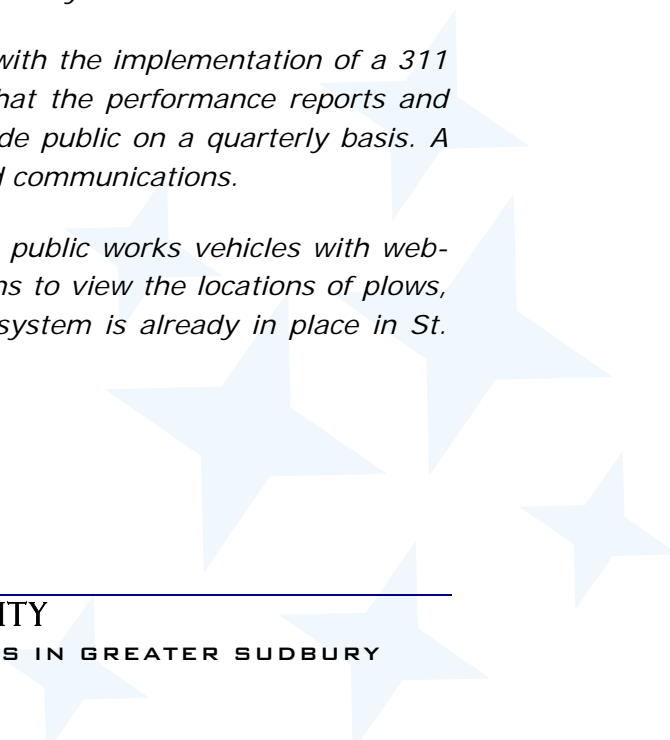 with the implementation of a 311
hat the performance reports and
de public on a quarterly basis. A
d communications.
public works vehicles with web-
ns to view the locations of plows,
system is already in place in St.
ITY
S IN GREATER SUDBURY